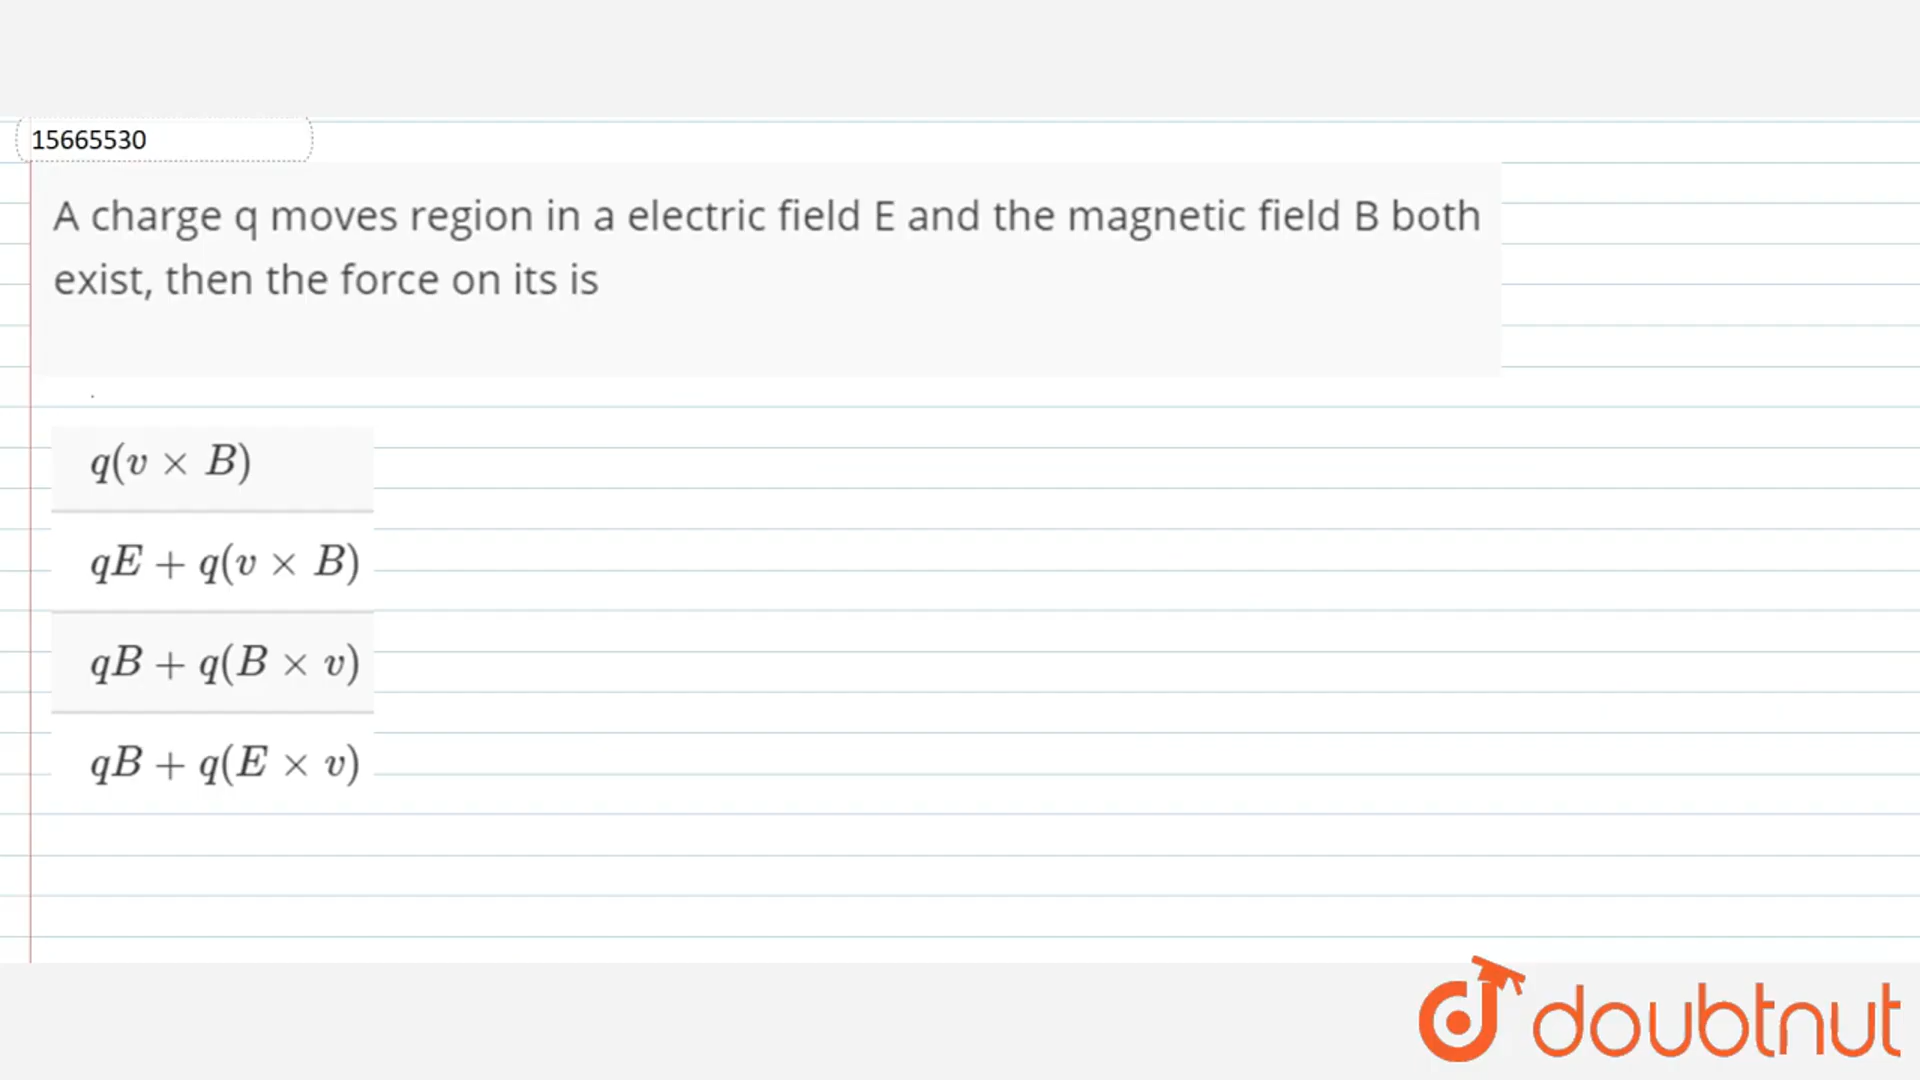 15665530
A charge q moves region in a electric field E and the magnetic field B both
exist, then the force on its is
.
q(v × B)
qE + q(v × B)
qB + q(B × v)
qB + q(E × v)
doubtnut